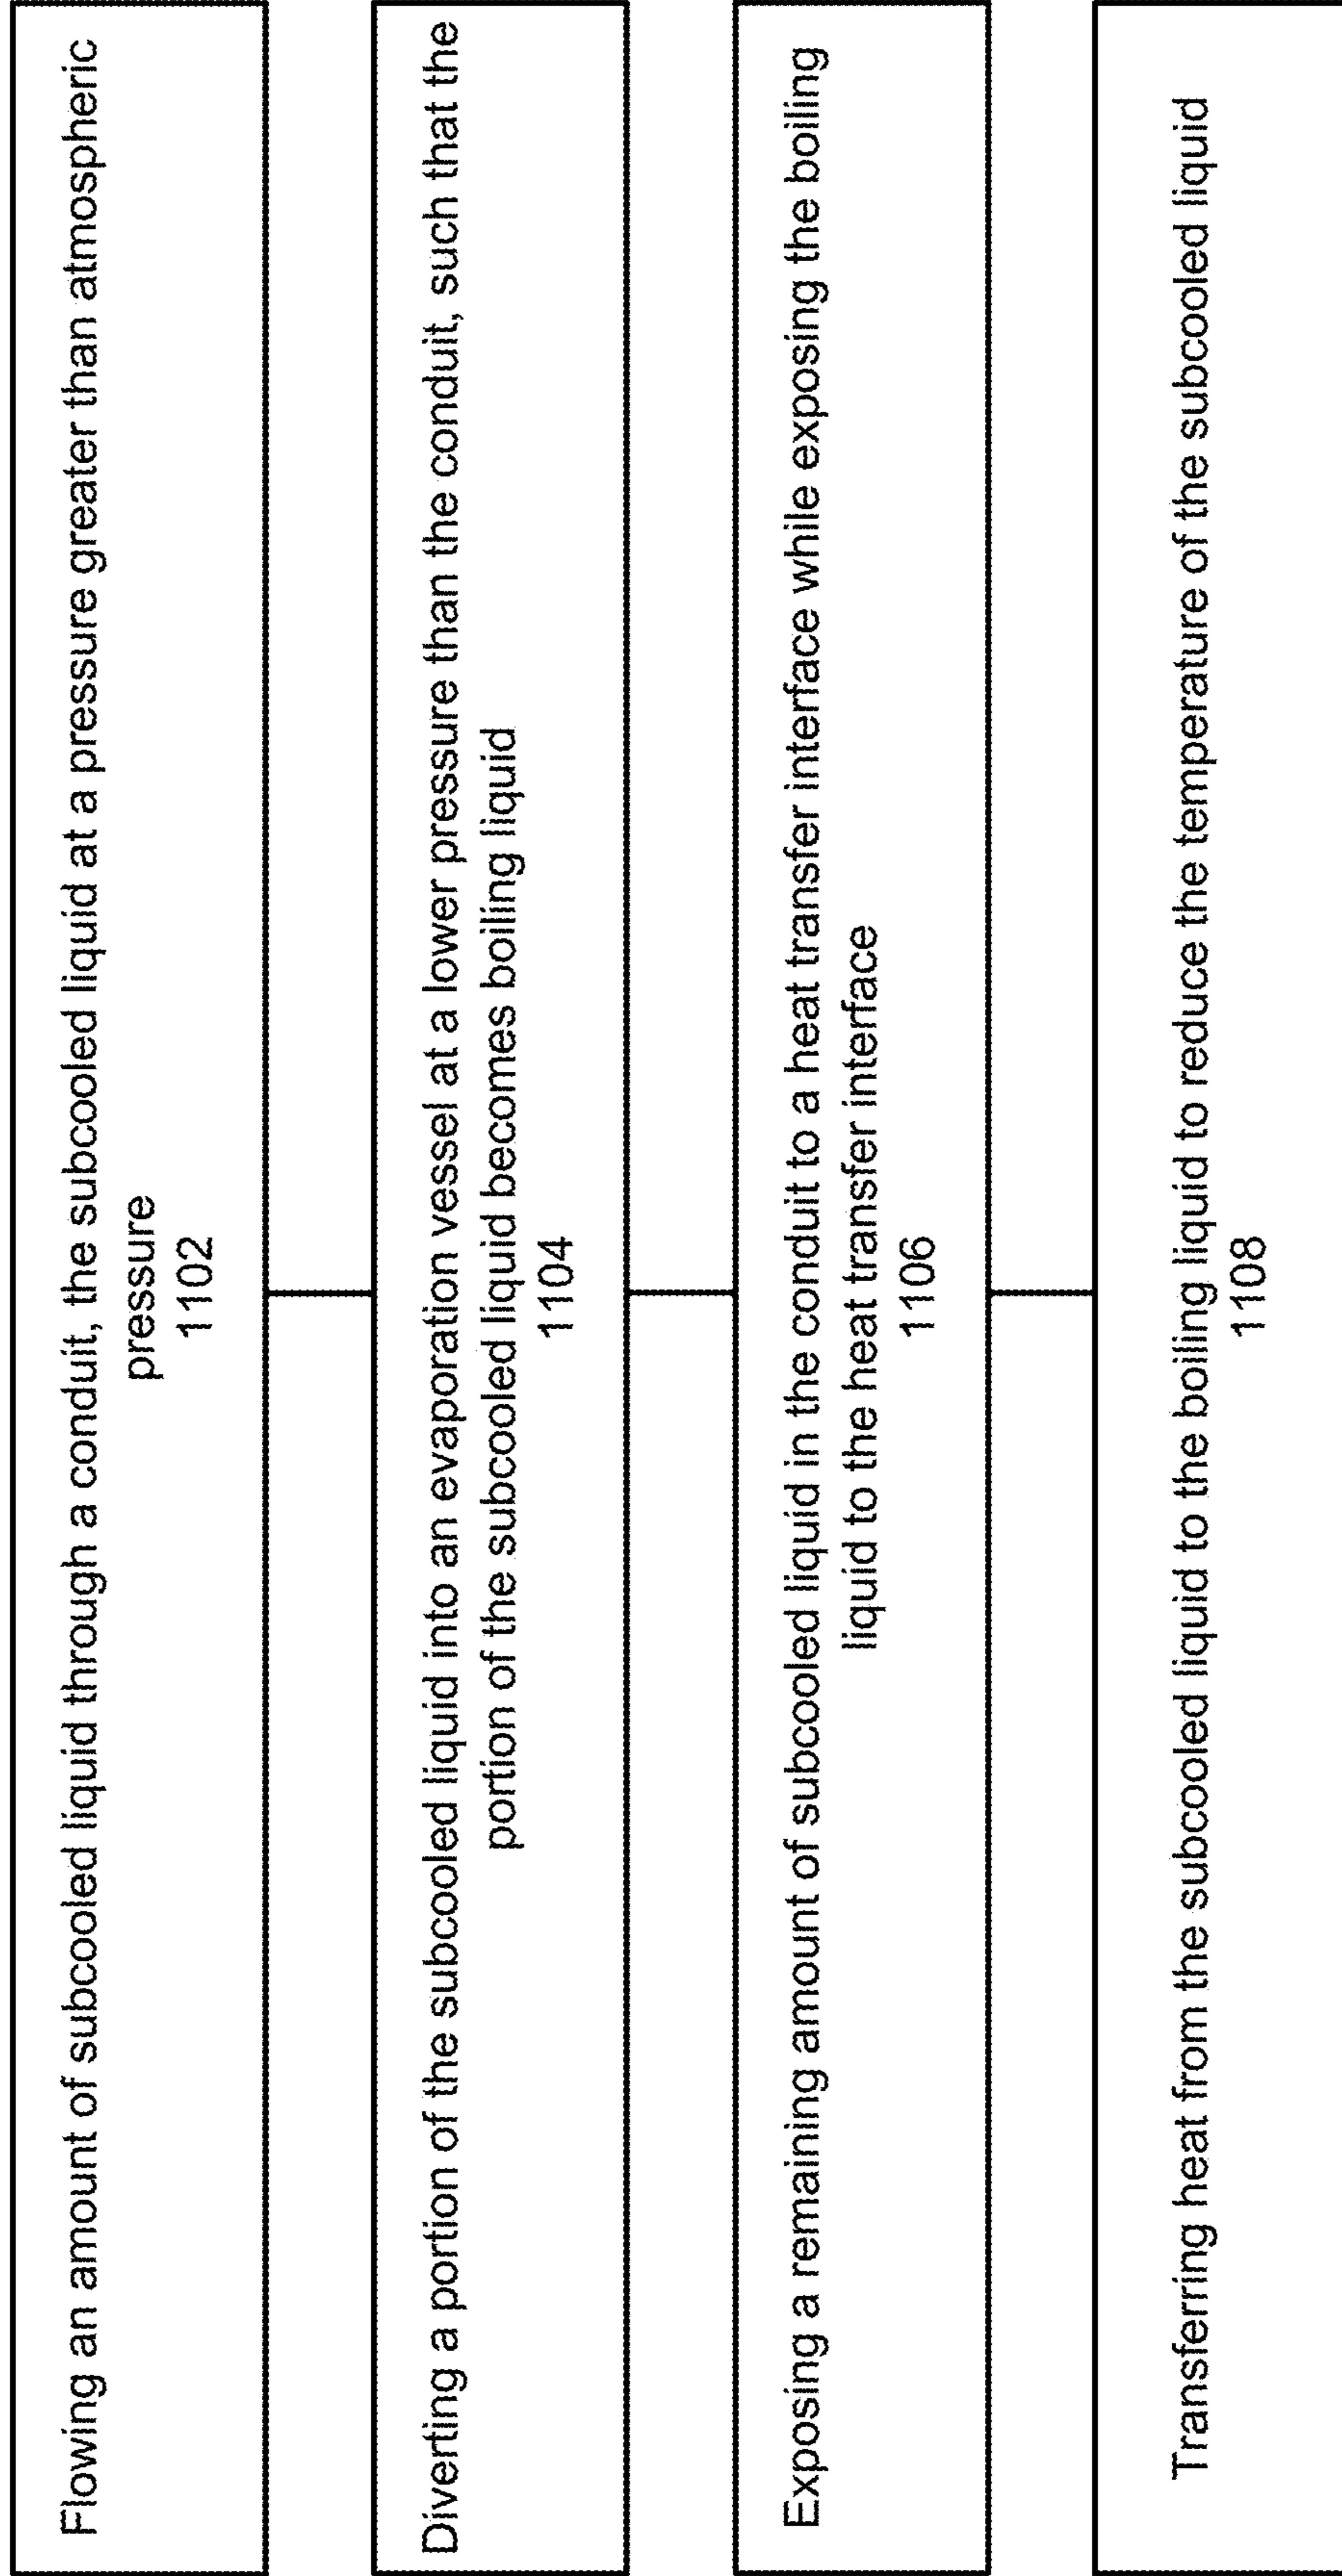 Flowing an amount of subcooled liquid through a conduit, the subcooled liquid at a pressure greater than atmospheric
pressure
1102
Diverting a portion of the subcooled liquid into an evaporation vessel at a lower pressure than the conduit, such that the
portion of the subcooled liquid becomes boiling liquid
1104
Exposing a remaining amount of subcooled liquid in the conduit to a heat transfer interface while exposing the boiling
liquid to the heat transfer interface
1106
Transferring heat from the subcooled liquid to the boiling liquid to reduce the temperature of the subcooled liquid
1108